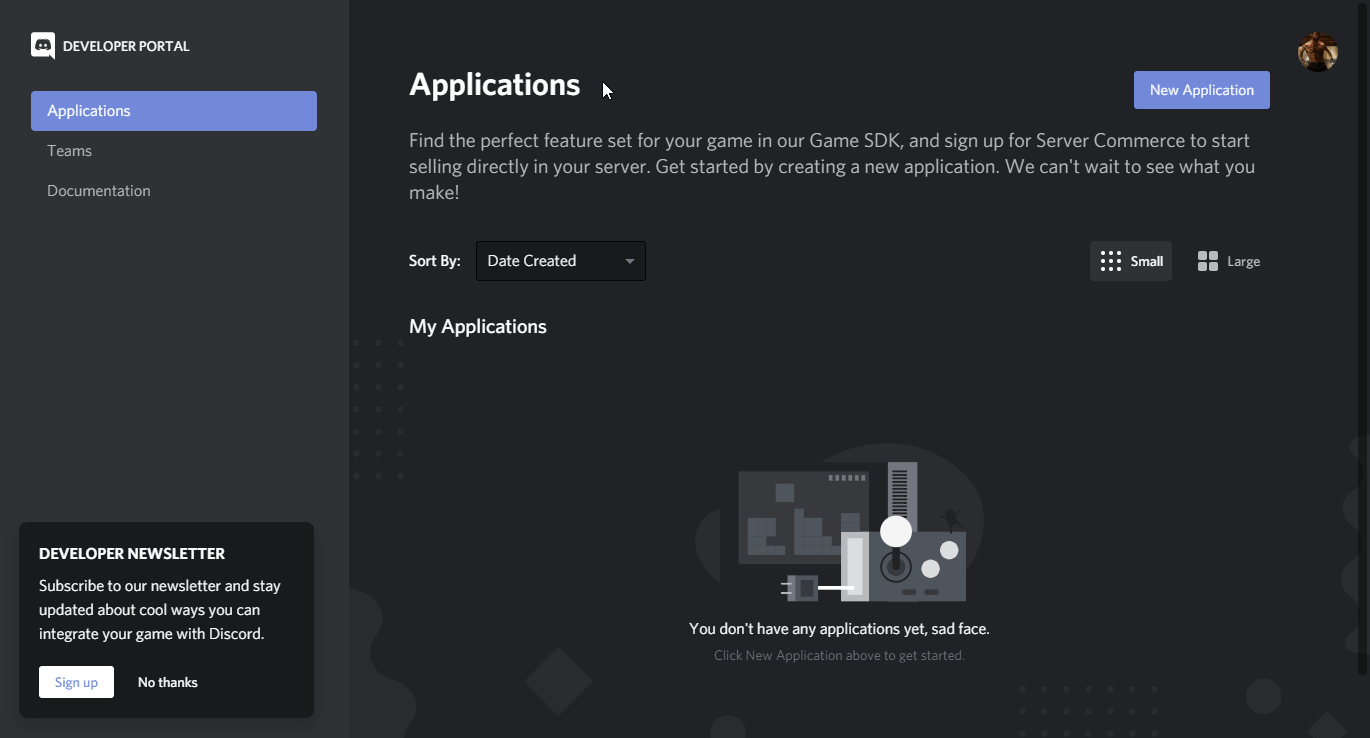 DEVELOPER PORTAL
Applications
Teams
Documentation
Applications
New Application
Find the perfect feature set for your game in our Game SDK, and sign up for Server Commerce to start
selling directly in your server. Get started by creating a new application. We can't wait to see what you
make!
Sort By:
Date Created
Small
Large
My Applications
You don't have any applications yet, sad face.
Click New Application above to get started.
DEVELOPER NEWSLETTER
Subscribe to our newsletter and stay
updated about cool ways you can
integrate your game with Discord.
Sign up
No thanks